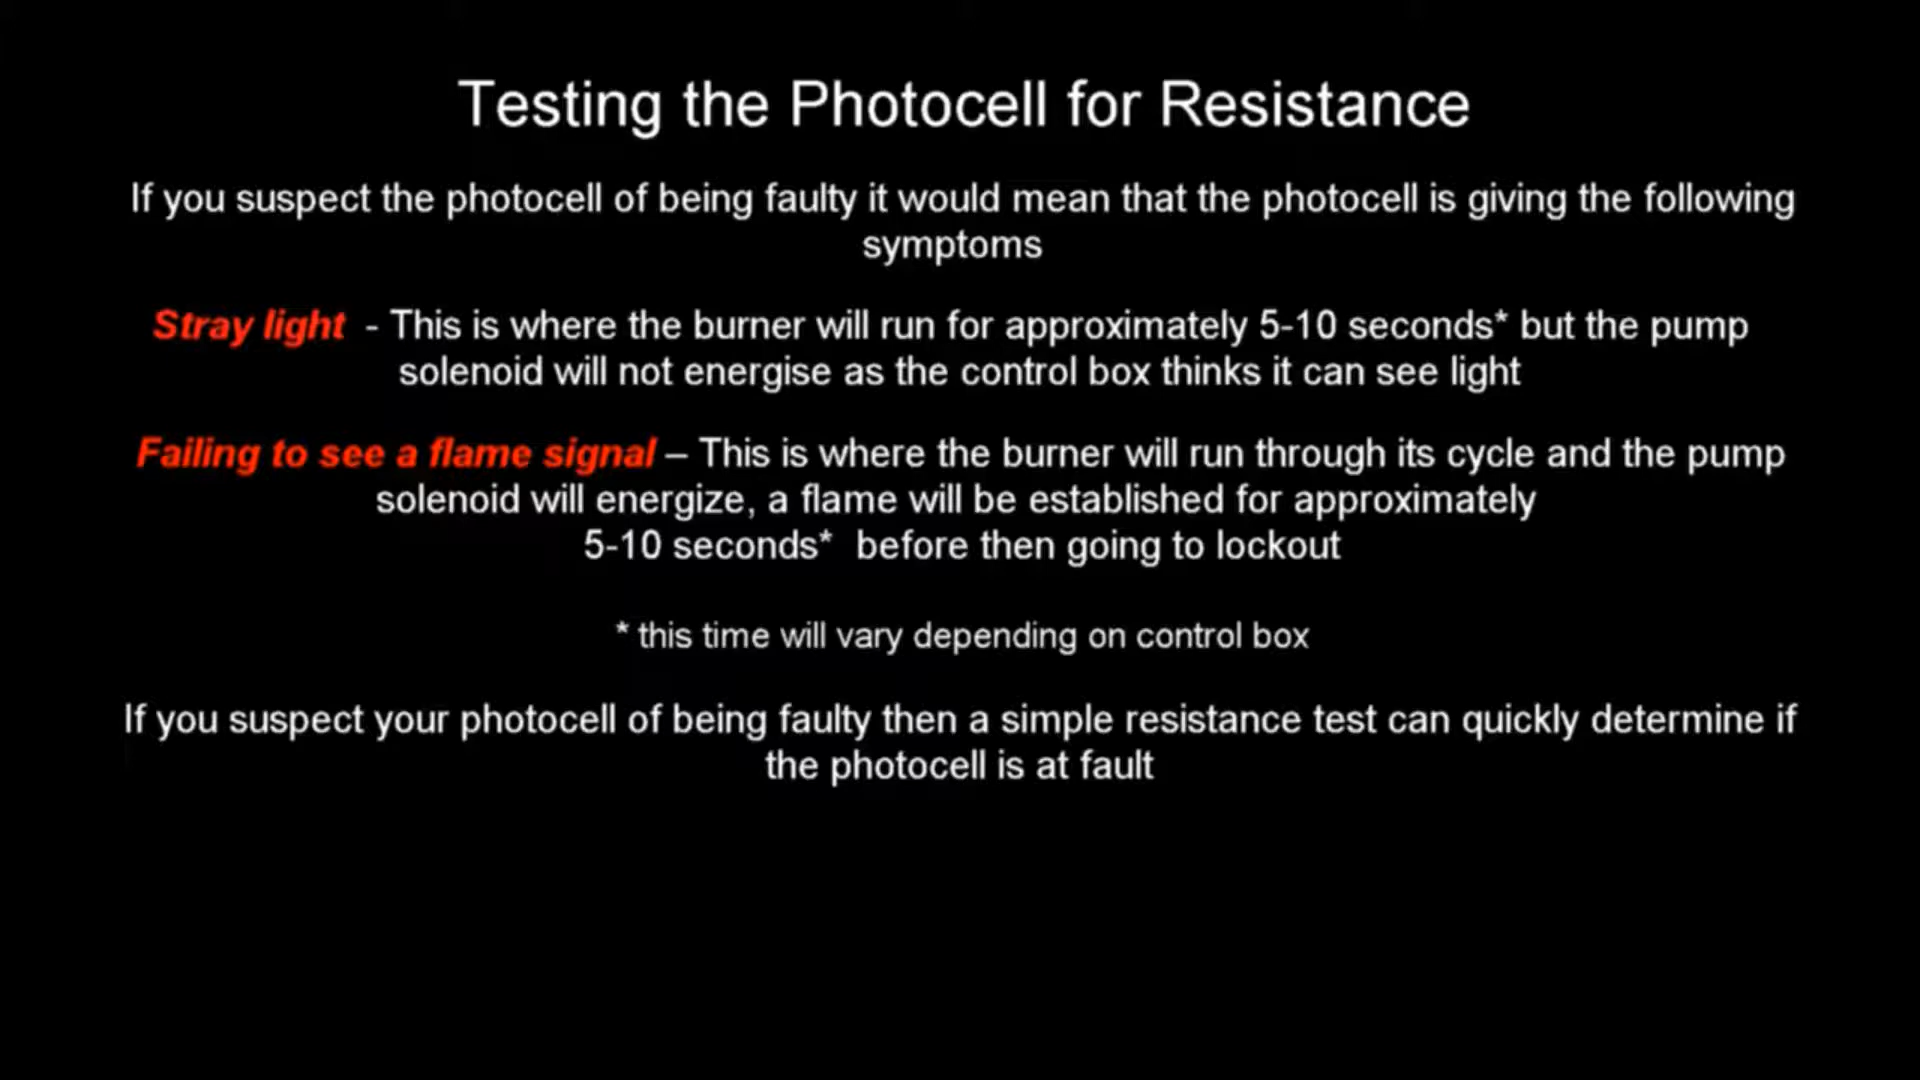 Testing the Photocell for Resistance
If you suspect the photocell of being faulty it would mean that the photocell is giving the following
symptoms
Stray light - This is where the burner will run for approximately 5-10 seconds* but the pump
solenoid will not energise as the control box thinks it can see light
Failing to see a flame signal – This is where the burner will run through its cycle and the pump
solenoid will energize, a flame will be established for approximately
5-10 seconds* before then going to lockout
* this time will vary depending on control box
If you suspect your photocell of being faulty then a simple resistance test can quickly determine if
the photocell is at fault